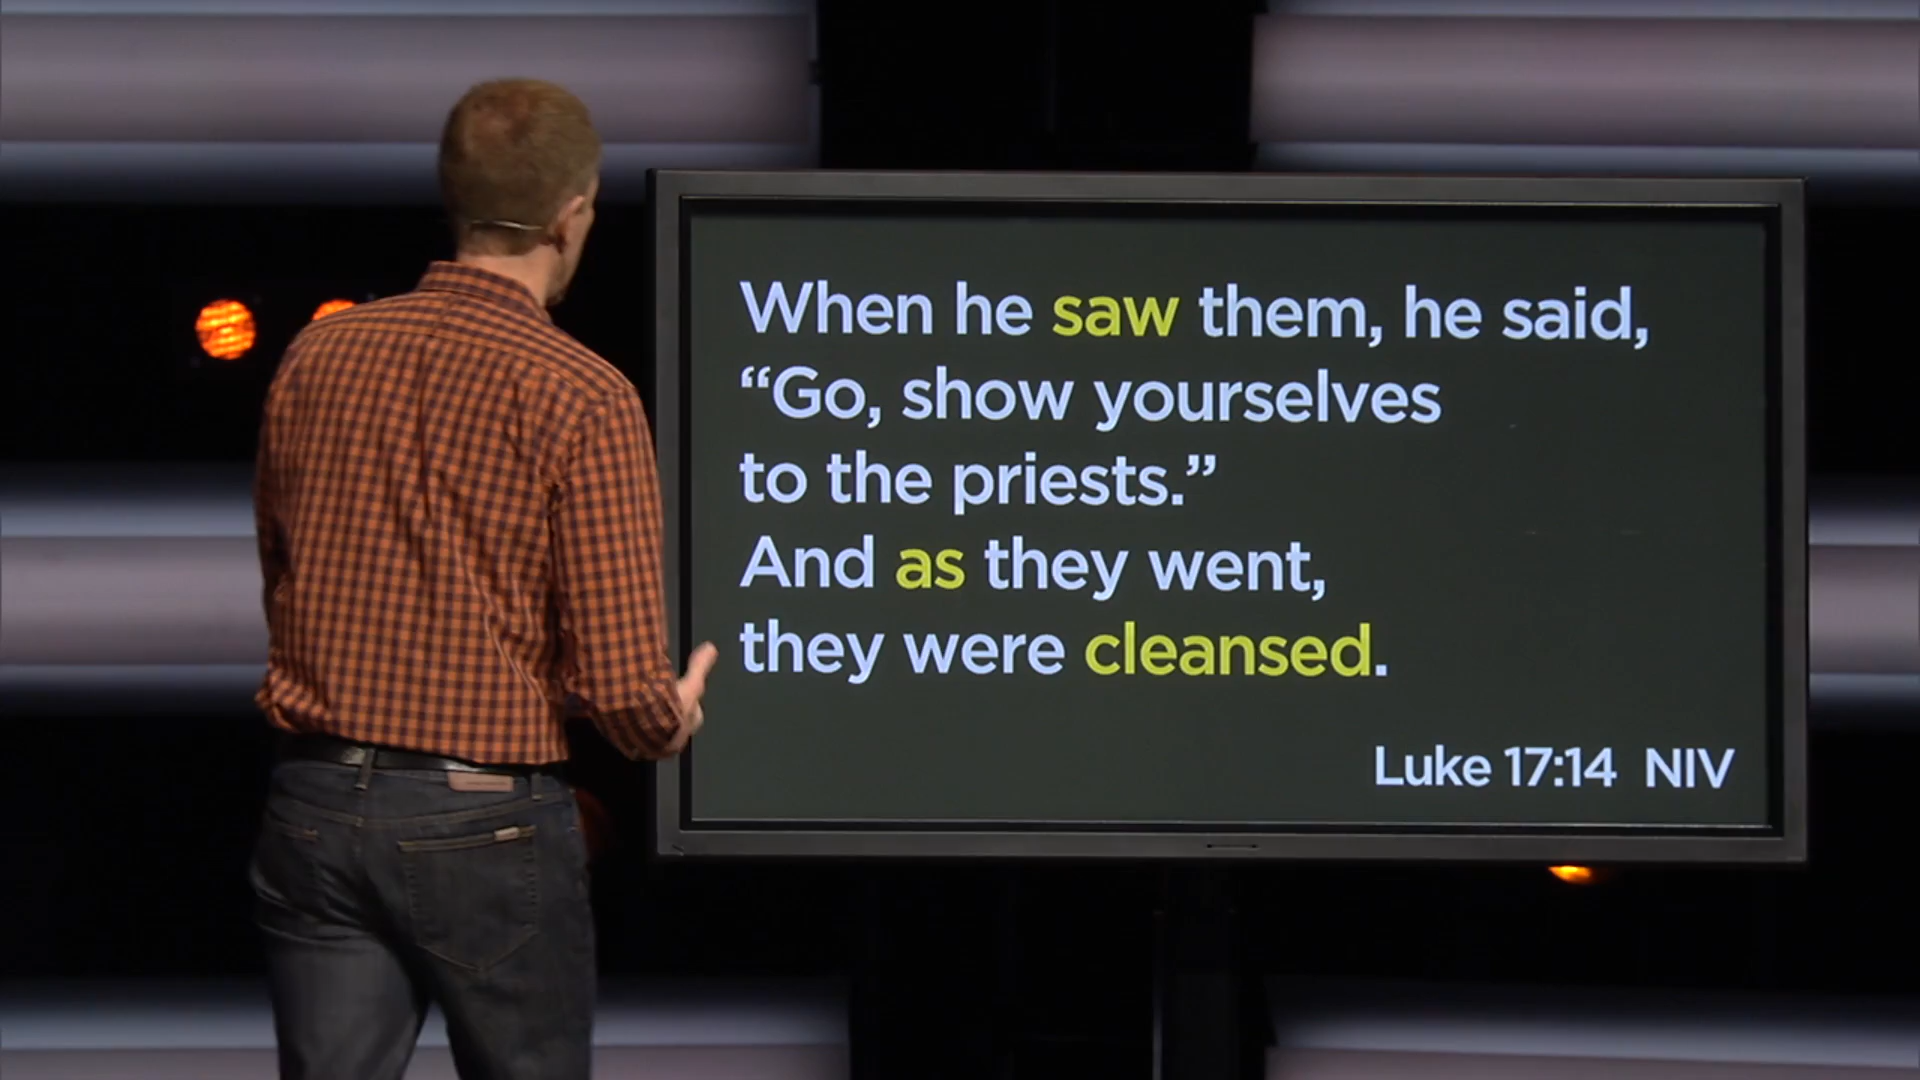 When he saw them, he said,
“Go, show yourselves
to the priests.”
And as they went,
they were cleansed.
Luke 17:14 NIV